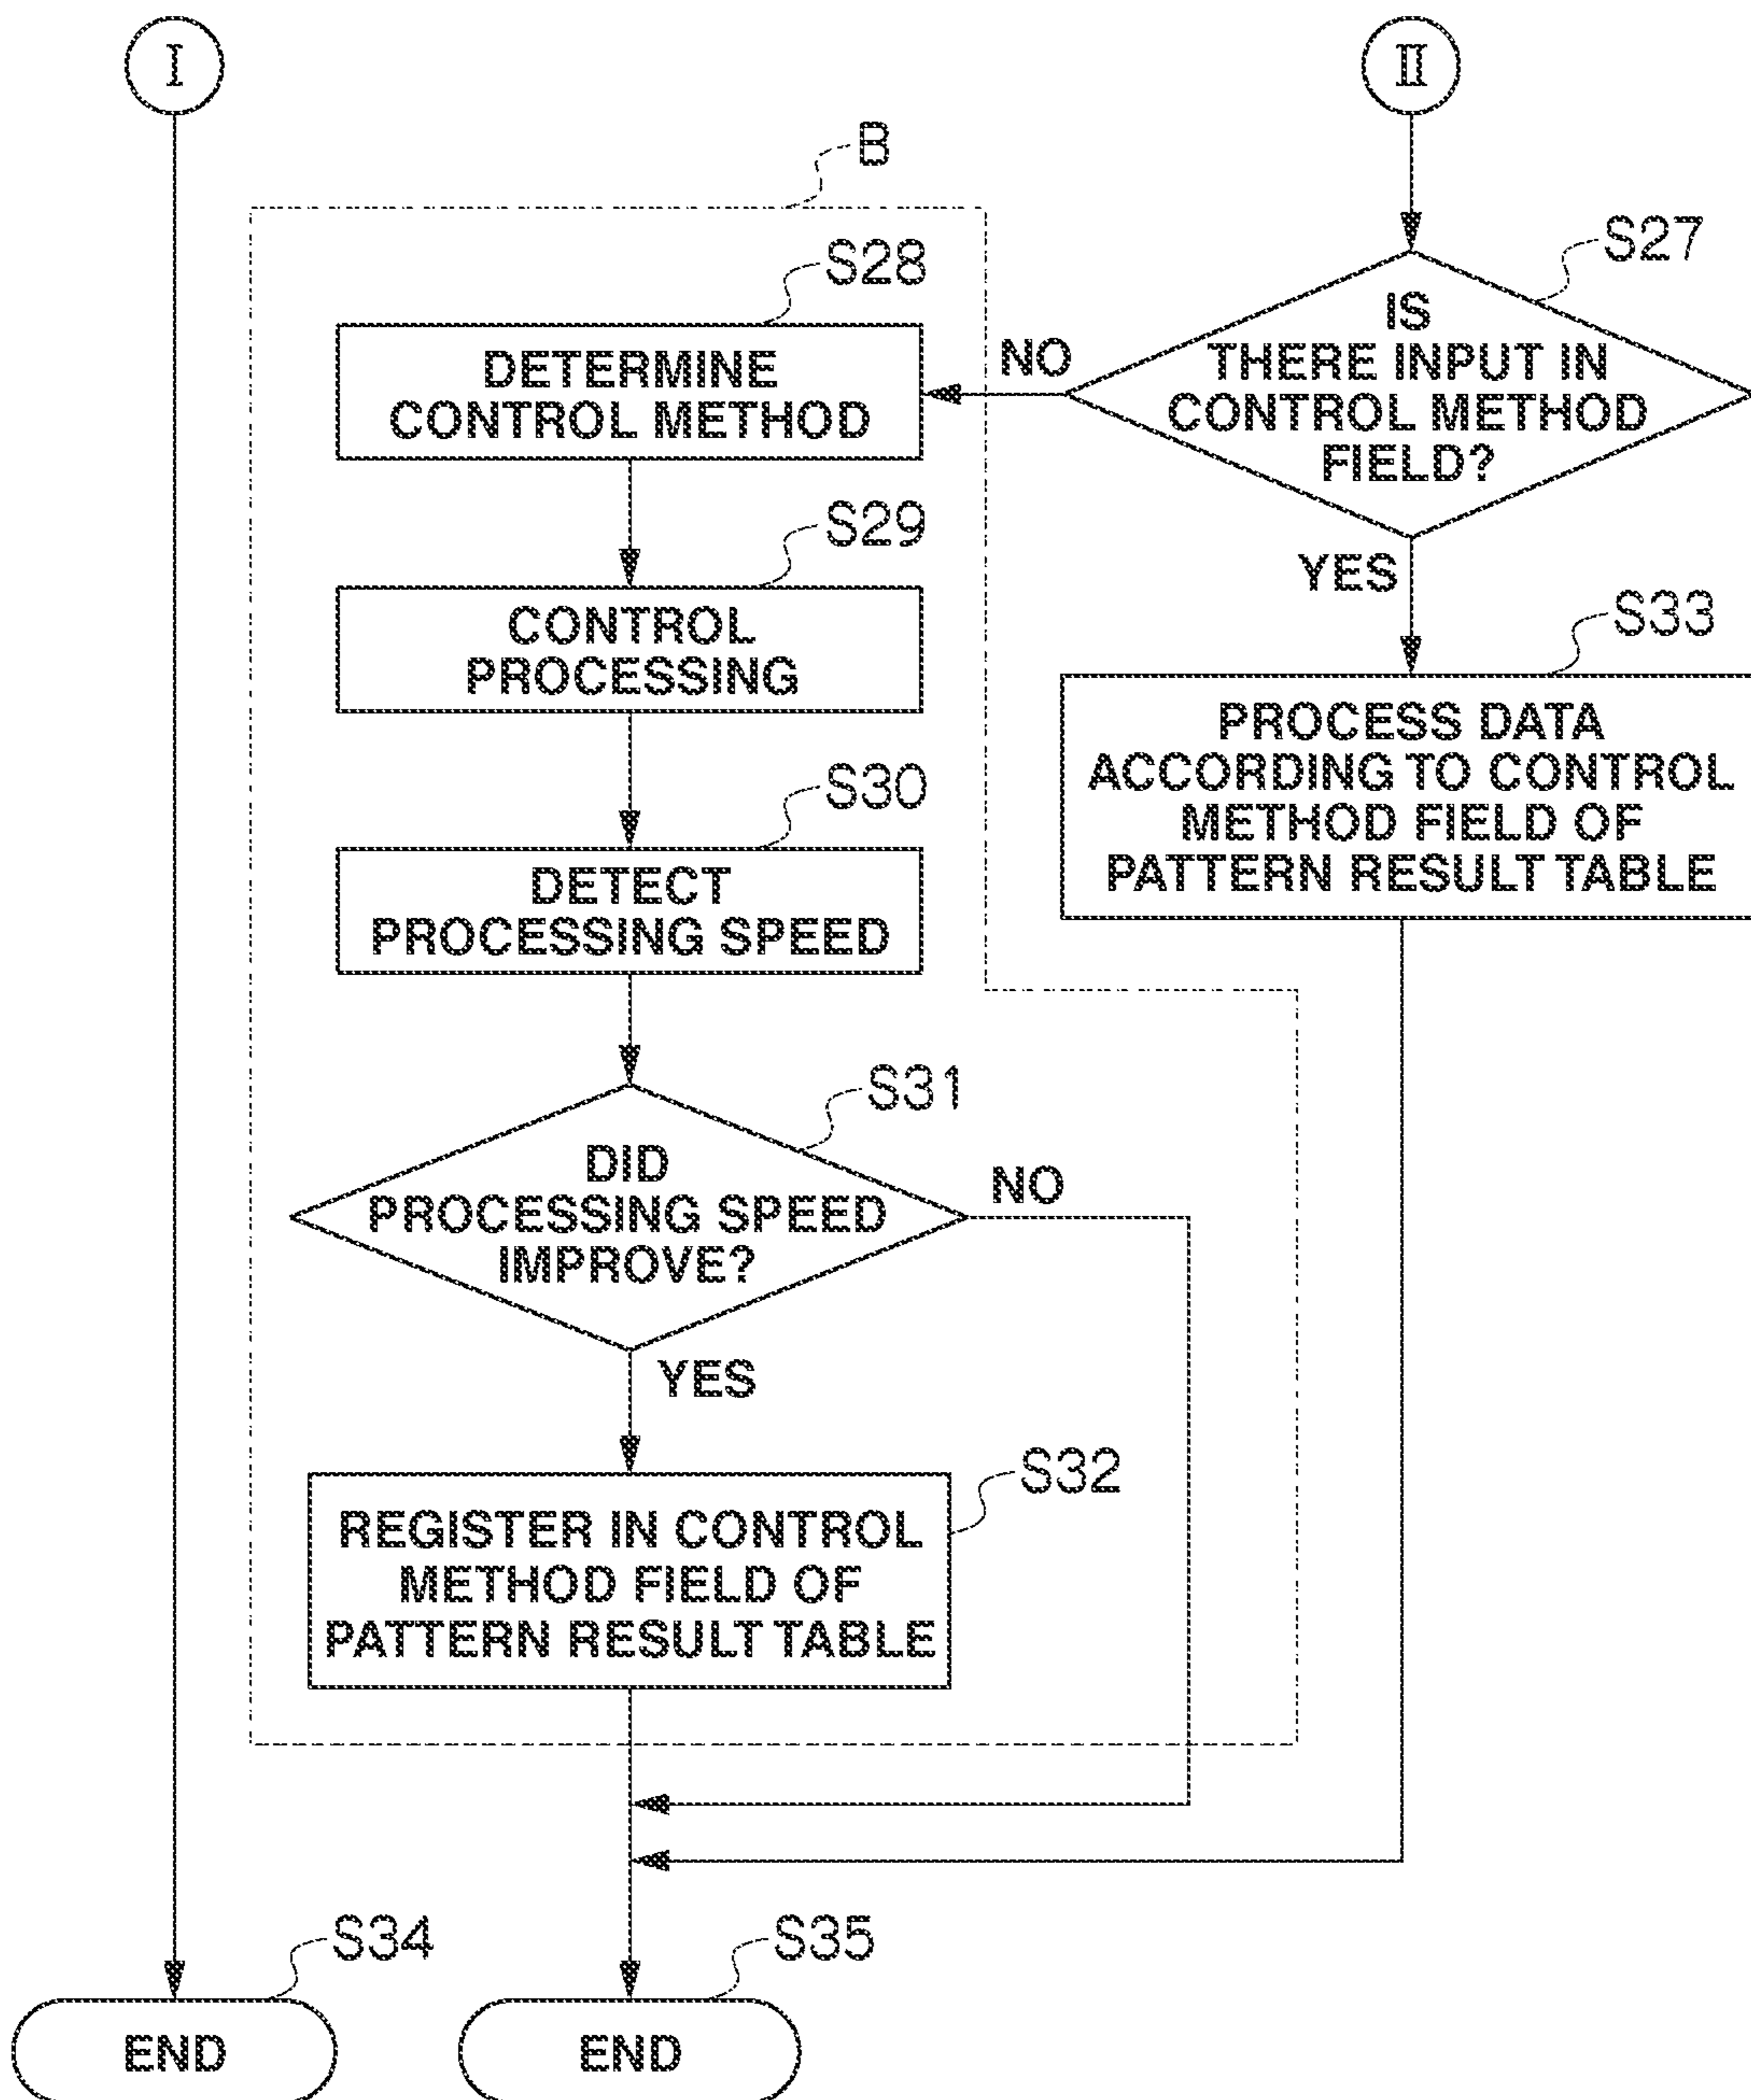 I
II
B
S27
IS
THERE INPUT IN
CONTROL METHOD
FIELD?
NO
YES
S28
DETERMINE
CONTROL METHOD
S29
CONTROL
PROCESSING
S33
PROCESS DATA
ACCORDING TO CONTROL
METHOD FIELD OF
PATTERN RESULT TABLE
S30
DETECT
PROCESSING SPEED
S31
DID
PROCESSING SPEED
IMPROVE?
NO
YES
S32
REGISTER IN CONTROL
METHOD FIELD OF
PATTERN RESULT TABLE
S34
END
S35
END